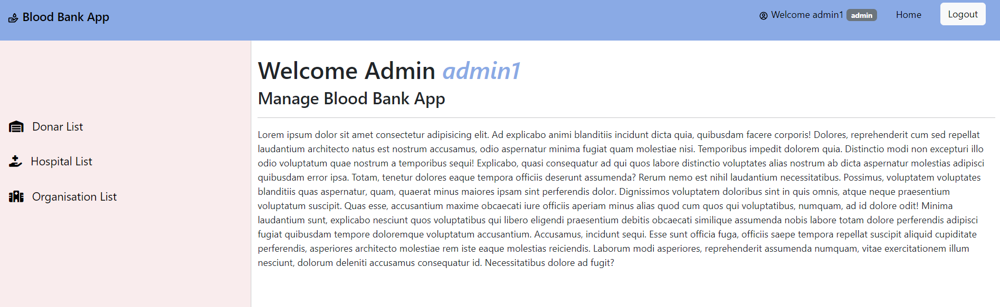 Blood Bank App
Welcome admin1 admin Home Logout
Donar List
Hospital List
Organisation List
Welcome Admin admin1
Manage Blood Bank App
Lorem ipsum dolor sit amet consectetur adipisicing elit. Ad explicabo animi blanditiis incidunt dicta quia, quibusdam facere corporis! Dolores, reprehenderit cum sed repellat
laudantium architecto natus est nostrum accusamus, odio aspernatur minima fugiat quam molestiae nisi. Temporibus impedit dolorem quia. Distinctio modi non excepturi illo
odio voluptatum quae nostrum a temporibus sequi! Explicabo, quasi consequatur ad qui quos labore distinctio voluptates alias nostrum ab dicta aspernatur molestias adipisci
quibusdam error ipsa. Totam, tenetur dolores eaque tempora officiis deserunt assumenda? Rerum nemo est nihil laudantium necessitatibus. Possimus, voluptatem voluptates
blanditiis quas aspernatur, quam, quaerat minus maiores ipsam sint perferendis dolor. Dignissimos voluptatem doloribus sint in quis omnis, atque neque praesentium
voluptatum suscipit. Quas esse, accusantium maxime obcaecati iure officiis aperiam minus alias quod cum quos qui voluptatibus, numquam, ad id dolore odit! Minima
laudantium sunt, explicabo nesciunt quos voluptatibus qui libero eligendi praesentium debitis obcaecati similique assumenda nobis labore totam dolore perferendis adipisci
fugiat quibusdam tempore doloremque voluptatum accusantium. Accusamus, incidunt sequi. Esse sunt officia fuga, officiis saepe tempora repellat suscipit aliquid cupiditate
perferendis, asperiores architecto molestiae rem iste eaque molestias reiciendis. Laborum modi asperiores, reprehenderit assumenda numquam, vitae exercitationem illum
nesciunt, dolorum deleniti accusamus consequatur id. Necessitatibus dolore ad fugit?